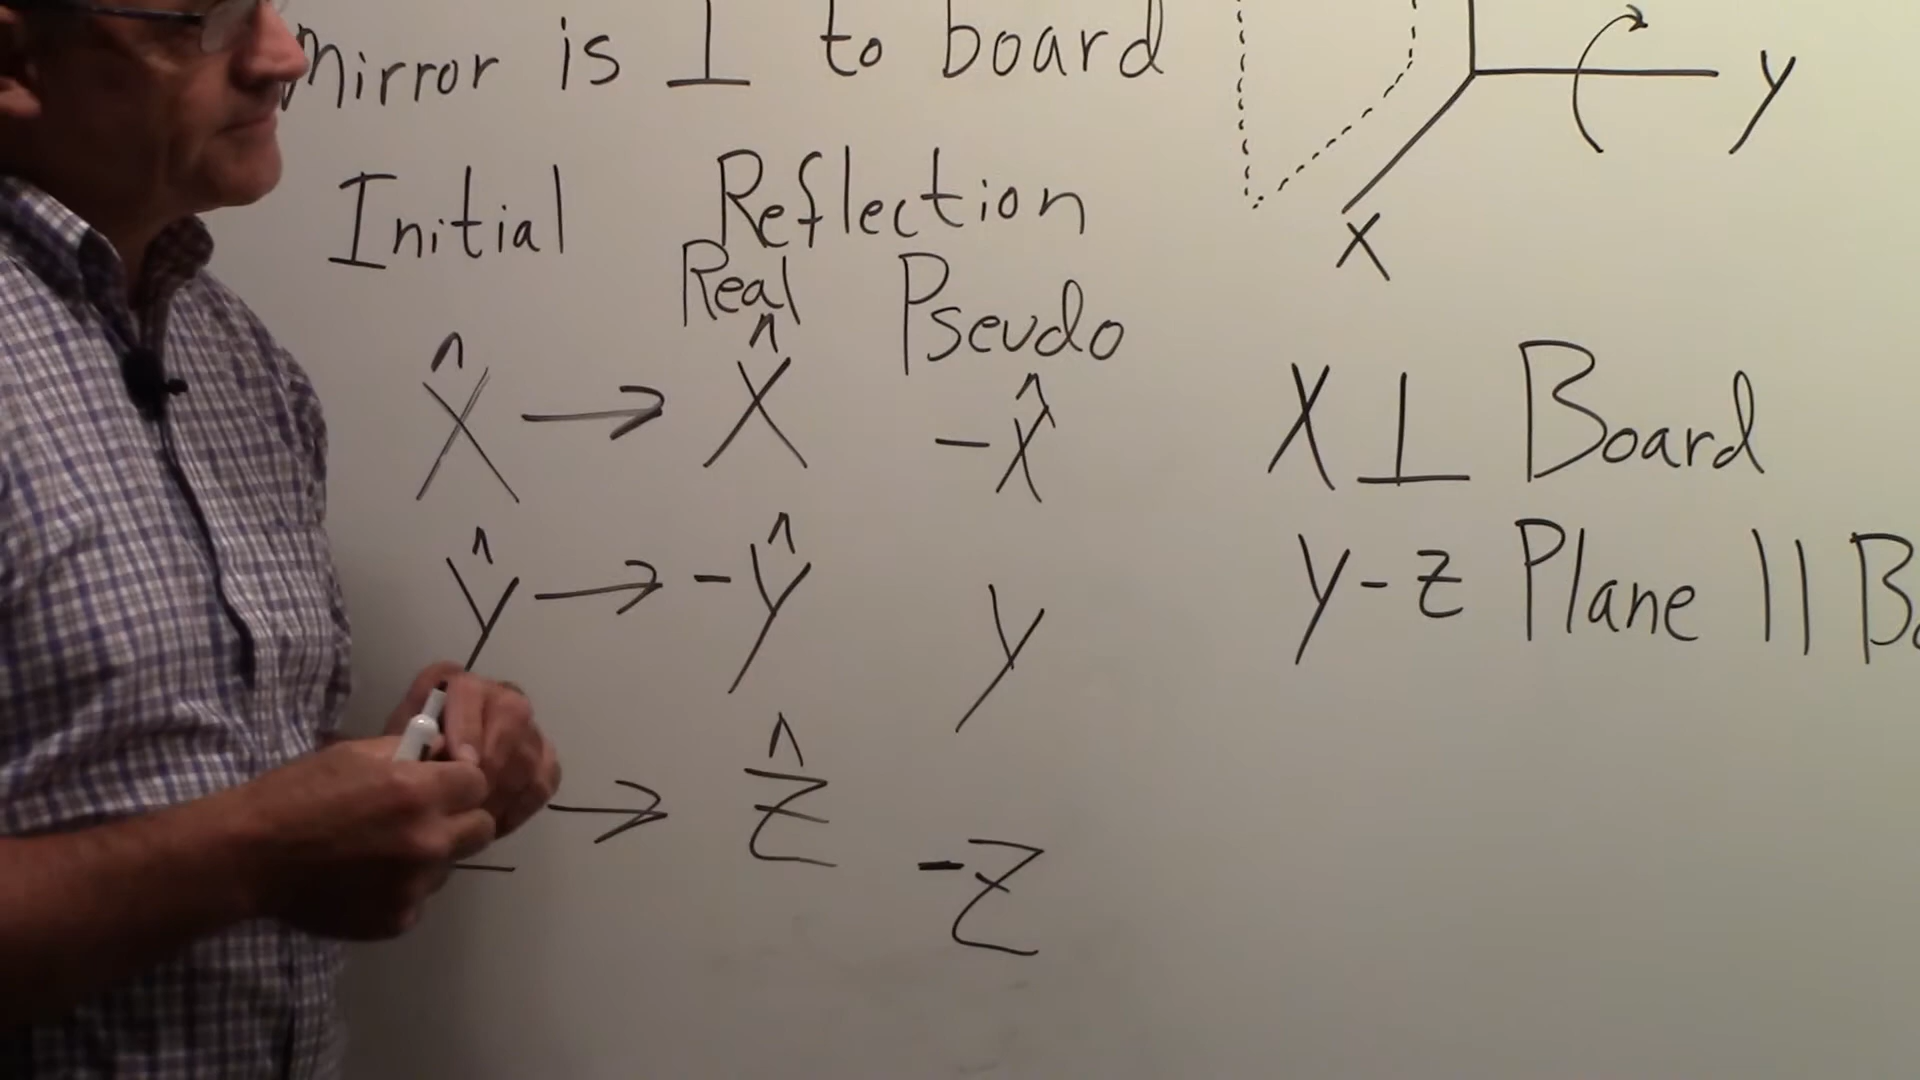 Mirror is ⊥ to board
y
x
Initial Reflection
Real Pseudo
x̂ → x̂ -x̂
ŷ → -ŷ y
→ ẑ -z
X ⊥ Board
y-z Plane ||